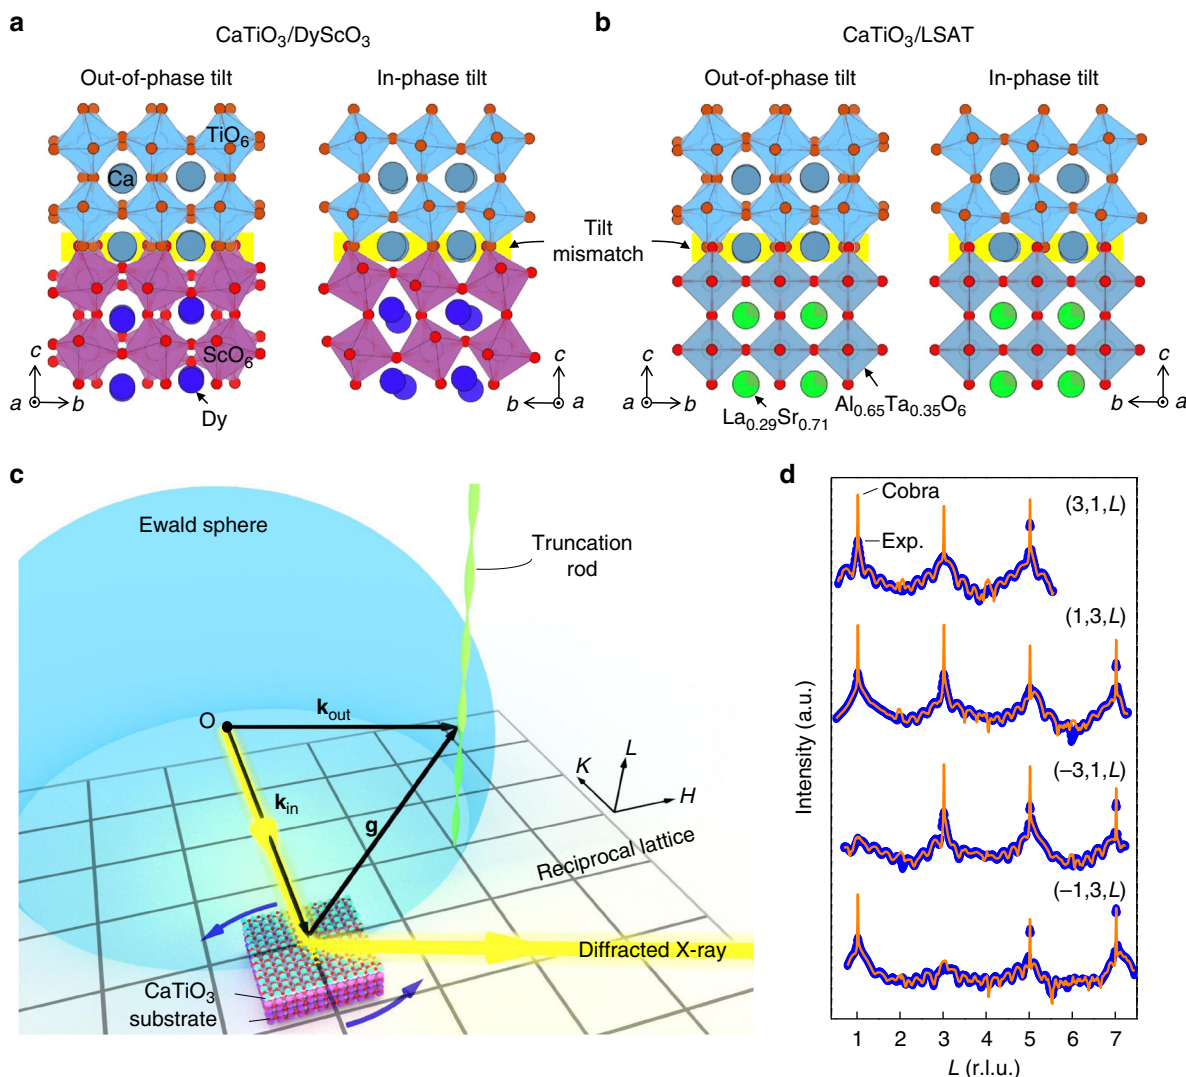 a
CaTiO3/DyScO3
Out-of-phase tilt
In-phase tilt
TiO6
Ca
ScO6
Dy
c
a
b
c
b
a
Tilt
mismatch
b
CaTiO3/LSAT
Out-of-phase tilt
In-phase tilt
c
a
b
La0.29Sr0.71
Al0.65Ta0.35O6
c
b
a
c
Ewald sphere
Truncation
rod
O
kout
kin
g
K
L
H
Reciprocal lattice
Diffracted X-ray
CaTiO3
substrate
d
Cobra
Exp.
(3,1,L)
(1,3,L)
(−3,1,L)
(−1,3,L)
Intensity (a.u.)
1 2 3 4 5 6 7
L (r.l.u.)